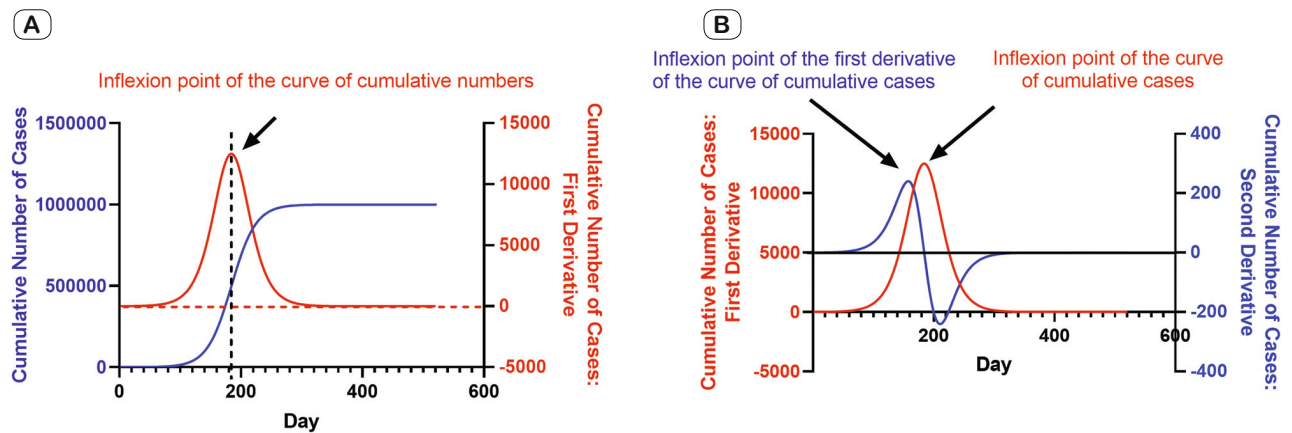 A
Inflexion point of the curve of cumulative numbers
Cumulative Number of Cases
1500000
1000000
500000
0
15000
10000
5000
0
-5000
Cumulative Number of Cases:
First Derivative
0
200
400
600
Day
B
Inflexion point of the first derivative
of the curve of cumulative cases
Inflexion point of the curve
of cumulative cases
Cumulative Number of Cases:
First Derivative
15000
10000
5000
0
-5000
400
200
0
-200
-400
Cumulative Number of Cases:
Second Derivative
200
400
600
Day